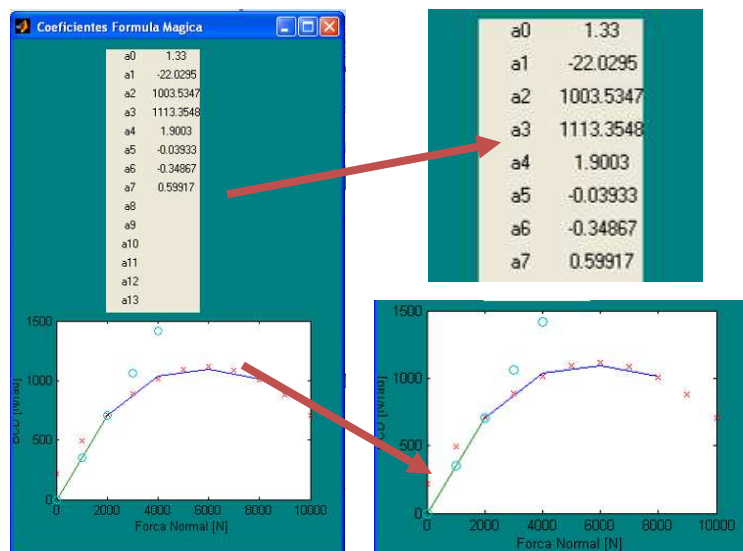 Coeficientes Formula Magica
a0 1.33
a1 -22.0295
a2 1003.5347
a3 1113.3548
a4 1.9003
a5 -0.03933
a6 -0.34867
a7 0.59917
a8
a9
a10
a11
a12
a13
1500
1000
500
0
0 2000 4000 6000 8000 10000
Forca Normal [N]
BCD [N/rad]
a0 1.33
a1 -22.0295
a2 1003.5347
a3 1113.3548
a4 1.9003
a5 -0.03933
a6 -0.34867
a7 0.59917
1500
1000
500
0
0 2000 4000 6000 8000 10000
Forca Normal [N]